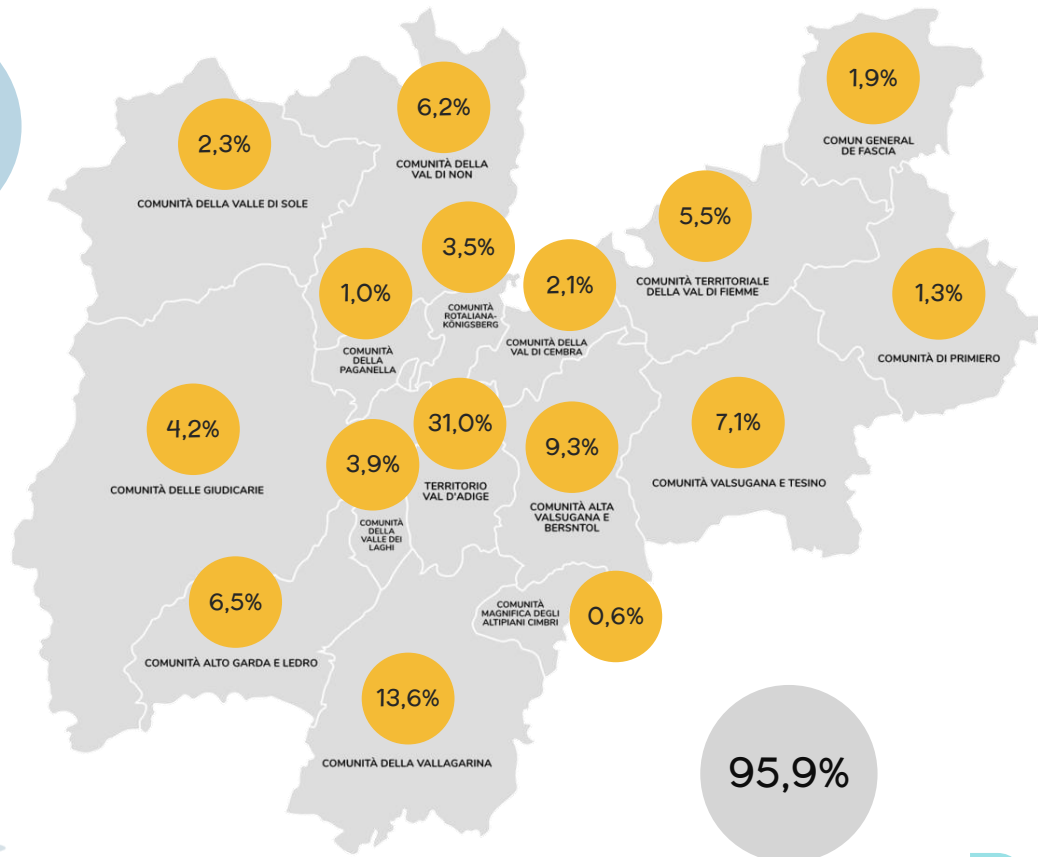 1,9%
COMUN GENERAL
DE FASCIA
6,2%
COMUNITÀ DELLA
VAL DI NON
2,3%
COMUNITÀ DELLA VALLE DI SOLE
5,5%
COMUNITÀ TERRITORIALE
DELLA VAL DI FIEMME
3,5%
COMUNITÀ
ROTALIANA-
KÖNIGSBERG
2,1%
COMUNITÀ DELLA
VAL DI CEMBRA
1,0%
COMUNITÀ
DELLA
PAGANELLA
1,3%
COMUNITÀ DI PRIMIERO
4,2%
COMUNITÀ DELLE GIUDICARIE
31,0%
TERRITORIO
VAL D'ADIGE
3,9%
COMUNITÀ
DELLA
VALLE DEI
LAGHI
9,3%
COMUNITÀ ALTA
VALSUGANA E
BERSNTOL
7,1%
COMUNITÀ VALSUGANA E TESINO
6,5%
COMUNITÀ ALTO GARDA E LEDRO
COMUNITÀ
MAGNIFICA DEGLI
ALTIPIANI CIMBRI
0,6%
13,6%
COMUNITÀ DELLA VALLAGARINA
95,9%